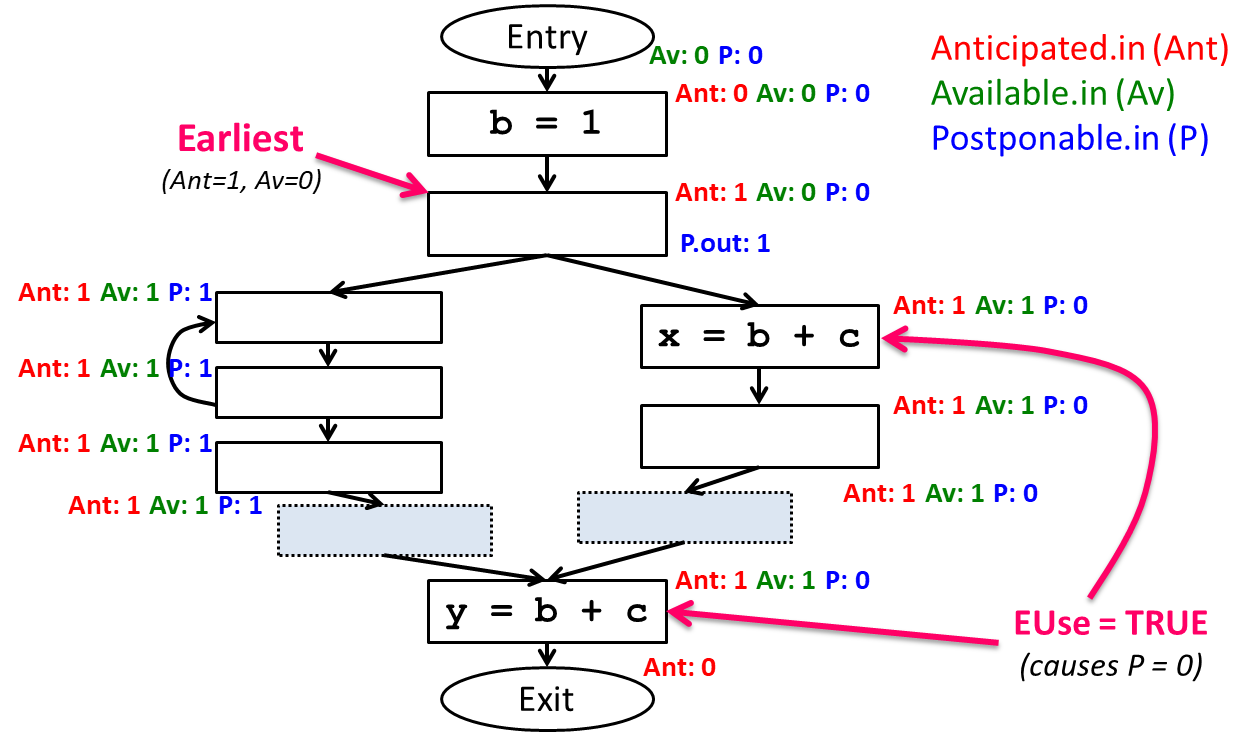 Entry
Av: 0 P: 0
Anticipated.in (Ant)
Available.in (Av)
Postponable.in (P)
b = 1
Ant: 0 Av: 0 P: 0
Earliest
(Ant=1, Av=0)
Ant: 1 Av: 0 P: 0
P.out: 1
Ant: 1 Av: 1 P: 1
x = b + c
Ant: 1 Av: 1 P: 0
Ant: 1 Av: 1 P: 1
Ant: 1 Av: 1 P: 0
Ant: 1 Av: 1 P: 1
Ant: 1 Av: 1 P: 1
Ant: 1 Av: 1 P: 0
Ant: 1 Av: 1 P: 0
y = b + c
EUse = TRUE
(causes P = 0)
Ant: 0
Exit